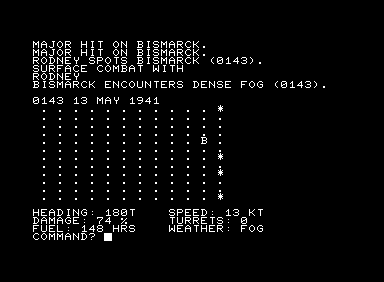 MAJOR HIT ON BISMARCK.
MAJOR HIT ON BISMARCK.
RODNEY SPOTS BISMARCK (0143).
SURFACE COMBAT WITH
RODNEY
BISMARCK ENCOUNTERS DENSE FOG (0143).
0143 13 MAY 1941
. . . . . . . . . . . *
. . . . . . . . . . . .
. . . . . . . . . . . .
. . . . . . . . . . . .
. . . . . . . . . . B .
. . . . . . . . . . . .
. . . . . . . . . . . *
. . . . . . . . . . . .
. . . . . . . . . . . *
. . . . . . . . . . . .
. . . . . . . . . . . .
. . . . . . . . . . . *
HEADING: 180T SPEED: 13 KT
DAMAGE: 74 % TURRETS: 0
FUEL: 148 HRS WEATHER: FOG
COMMAND?